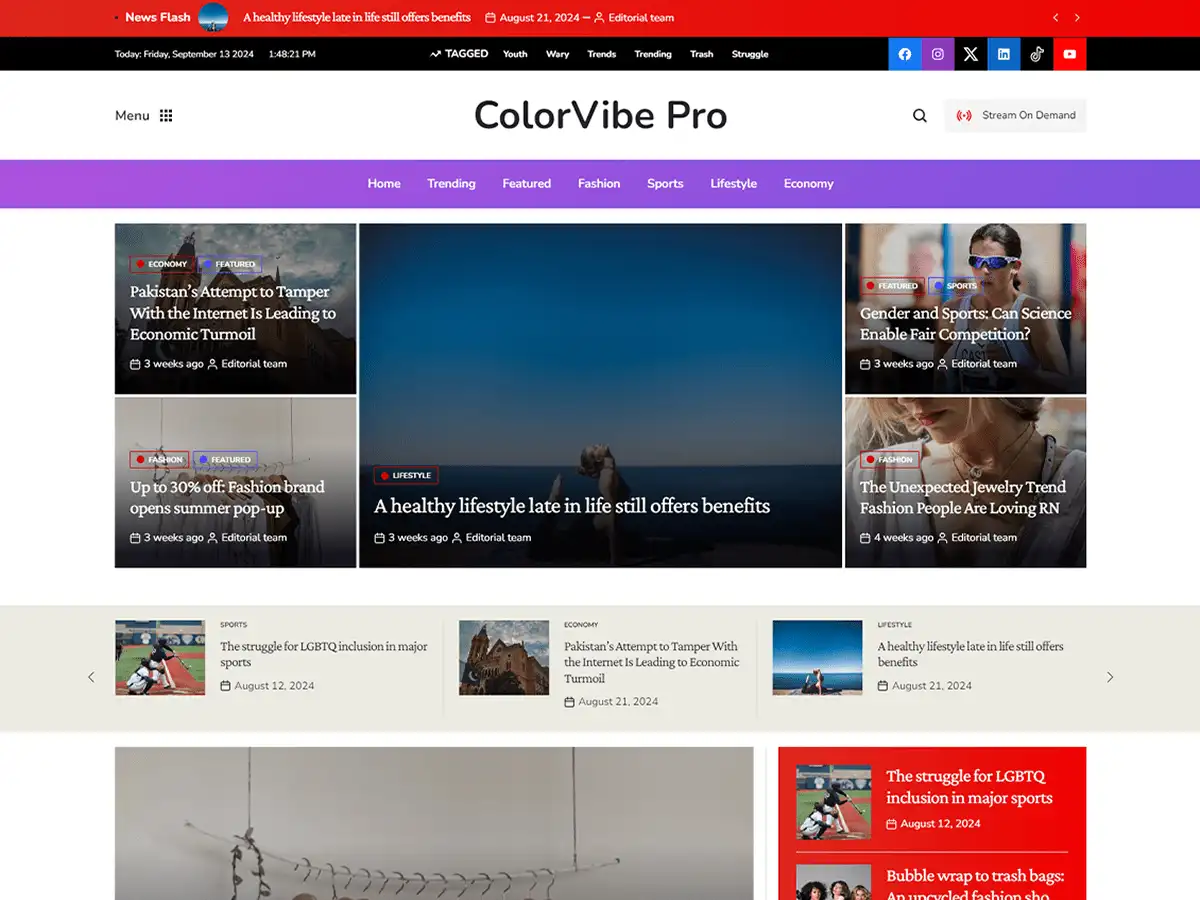 News Flash A healthy lifestyle late in life still offers benefits August 21, 2024 – Editorial team
Today: Friday, September 13 2024 1:48:21 PM TAGGED Youth Wary Trends Trending Trash Struggle
Menu ColorVibe Pro Stream On Demand
Home Trending Featured Fashion Sports Lifestyle Economy
ECONOMY FEATURED
Pakistan's Attempt to Tamper
With the Internet Is Leading to
Economic Turmoil
3 weeks ago Editorial team
FASHION FEATURED
Up to 30% off: Fashion brand
opens summer pop-up
3 weeks ago Editorial team
LIFESTYLE
A healthy lifestyle late in life still offers benefits
3 weeks ago Editorial team
FEATURED SPORTS
Gender and Sports: Can Science
Enable Fair Competition?
3 weeks ago Editorial team
FASHION
The Unexpected Jewelry Trend
Fashion People Are Loving RN
4 weeks ago Editorial team
SPORTS
The struggle for LGBTQ inclusion in major
sports
August 12, 2024
ECONOMY
Pakistan's Attempt to Tamper With
the Internet Is Leading to Economic
Turmoil
August 21, 2024
LIFESTYLE
A healthy lifestyle late in life still offers
benefits
August 21, 2024
The struggle for LGBTQ
inclusion in major sports
August 12, 2024
Bubble wrap to trash bags:
An upcycled fashion sho